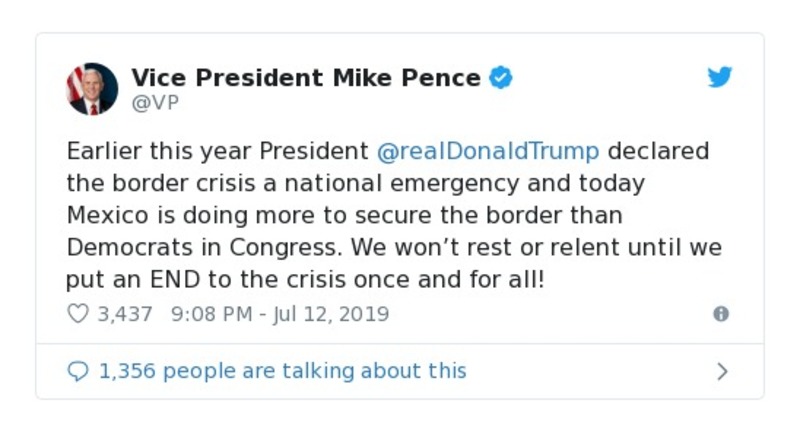 Vice President Mike Pence
@VP
Earlier this year President @realDonaldTrump declared
the border crisis a national emergency and today
Mexico is doing more to secure the border than
Democrats in Congress. We won’t rest or relent until we
put an END to the crisis once and for all!
3,437 9:08 PM - Jul 12, 2019
1,356 people are talking about this